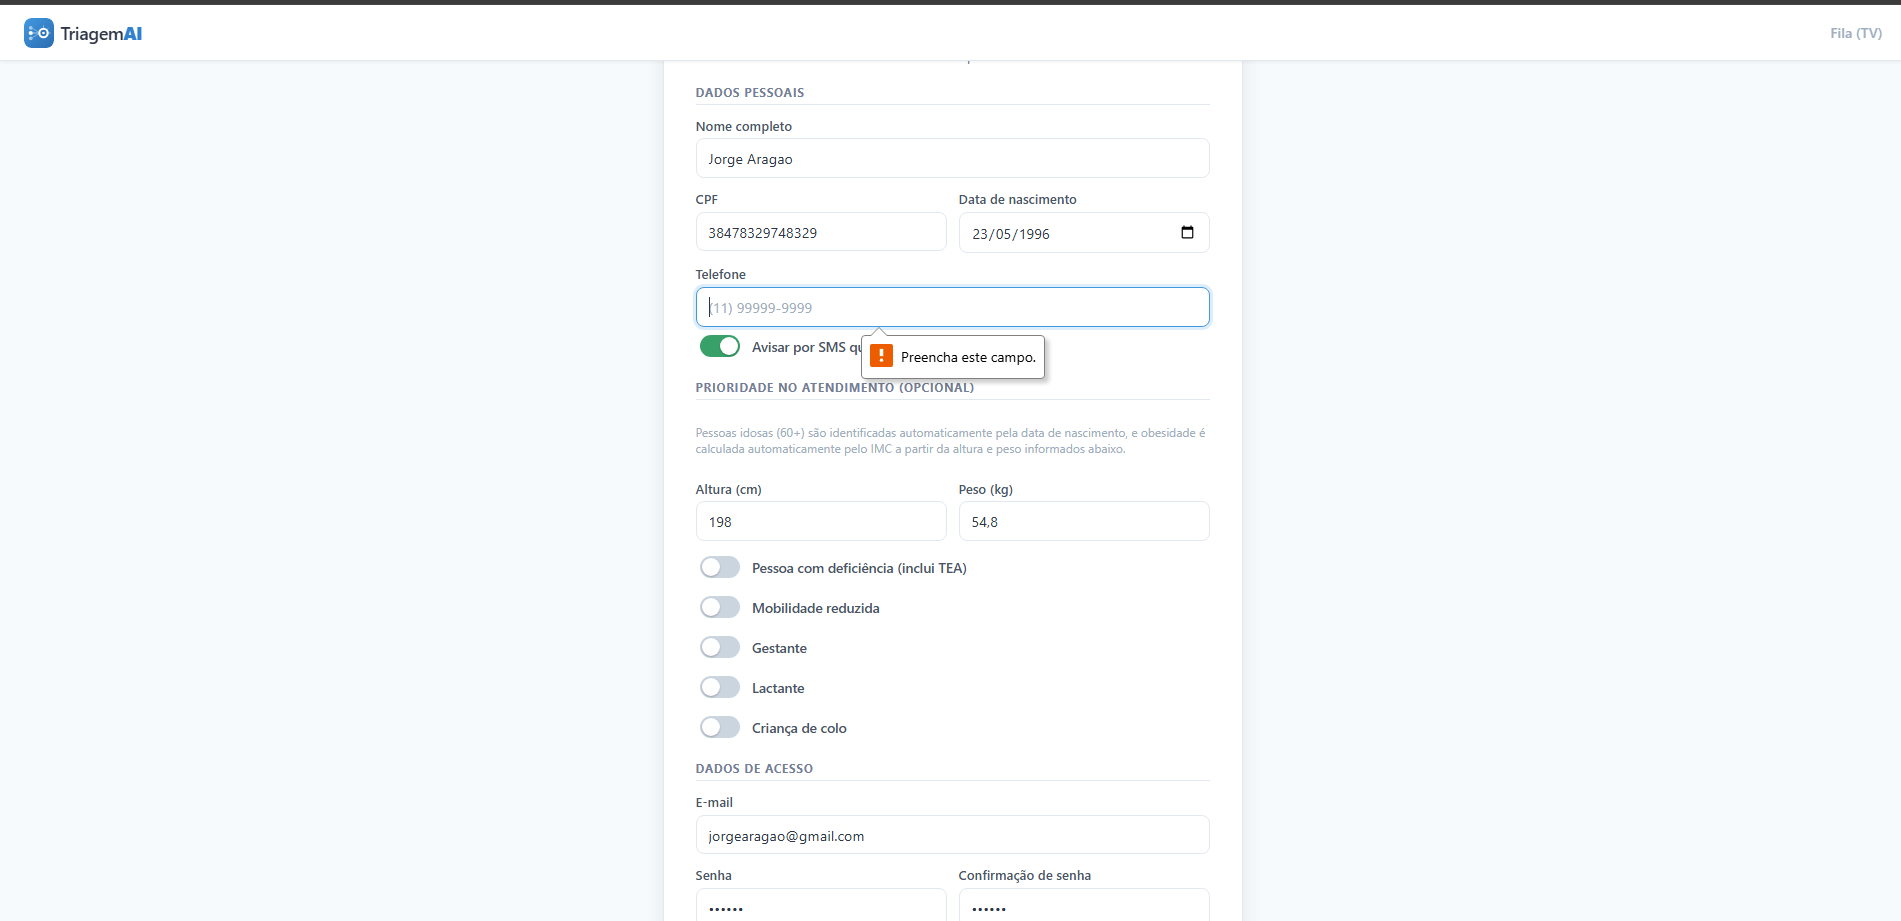 TriagemAI
Fila (TV)
DADOS PESSOAIS
Nome completo
Jorge Aragao
CPF
Data de nascimento
38478329748329
23/05/1996
Telefone
(11) 99999-9999
Avisar por SMS
Preencha este campo.
PRIORIDADE NO ATENDIMENTO (OPCIONAL)
Pessoas idosas (60+) são identificadas automaticamente pela data de nascimento, e obesidade é
calculada automaticamente pelo IMC a partir da altura e peso informados abaixo.
Altura (cm)
Peso (kg)
198
54,8
Pessoa com deficiência (inclui TEA)
Mobilidade reduzida
Gestante
Lactante
Criança de colo
DADOS DE ACESSO
E-mail
jorgearagao@gmail.com
Senha
Confirmação de senha
••••••
••••••